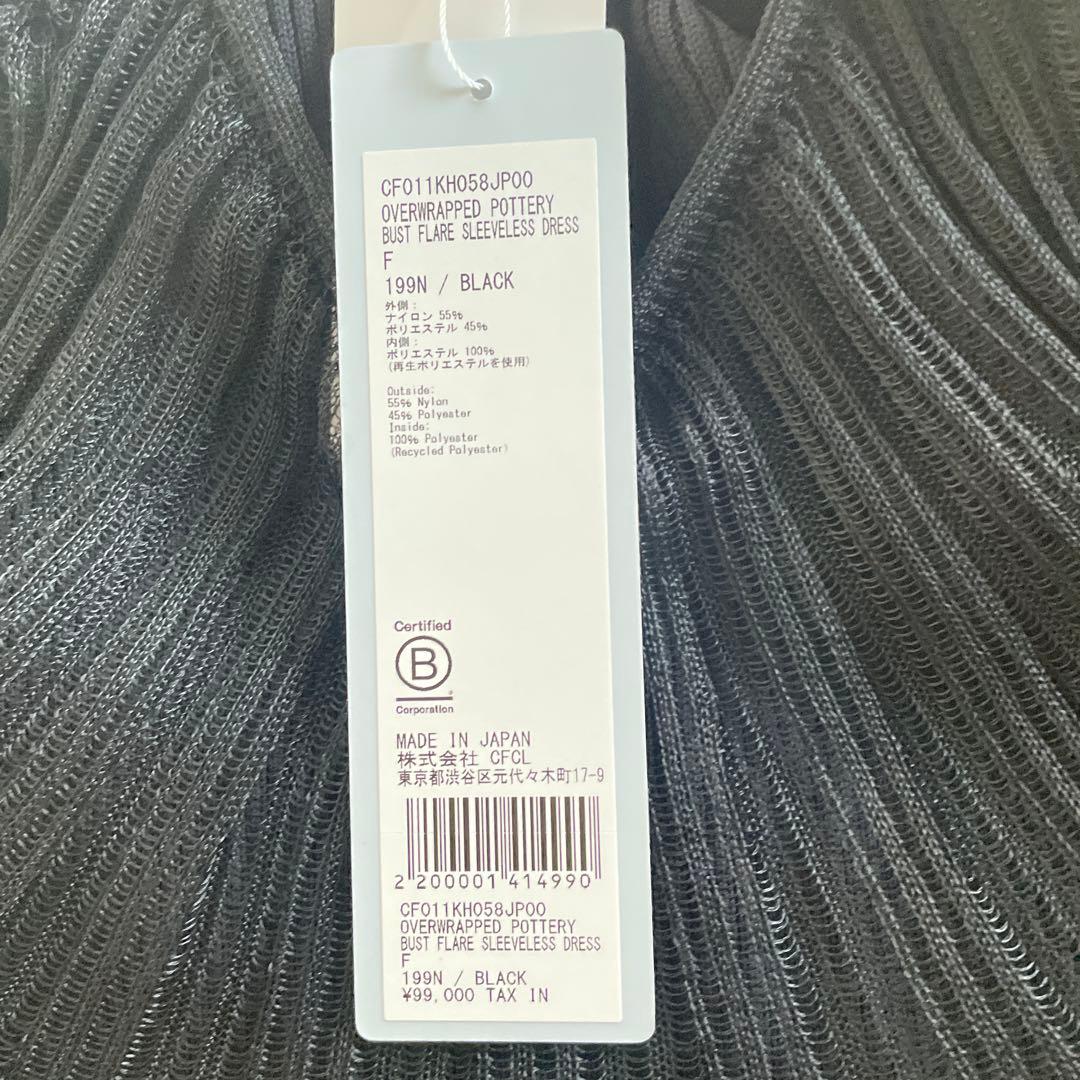 CF011KH058JP00
OVERWRAPPED POTTERY
BUST FLARE SLEEVELESS DRESS
F
199N / BLACK
外側：
ナイロン 55%
ポリエステル 45%
内側：
ポリエステル 100%
(再生ポリエステルを使用)
Outside:
55% Nylon
45% Polyester
Inside:
100% Polyester
(Recycled Polyester)
Certified
B
Corporation
MADE IN JAPAN
株式会社 CFCL
東京都渋谷区元代々木町17-9
2 200001 414990
CF011KH058JP00
OVERWRAPPED POTTERY
BUST FLARE SLEEVELESS DRESS
F
199N / BLACK
¥99,000 TAX IN